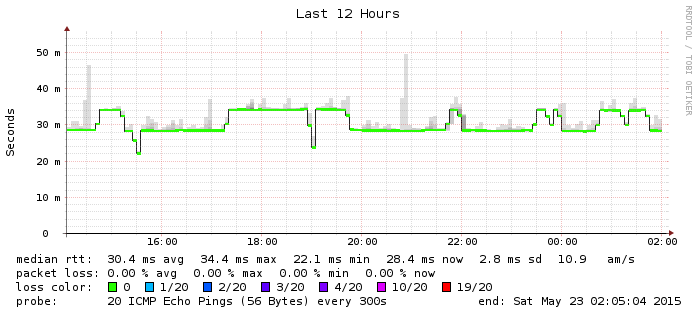 Last 12 Hours
RRDTOOL / TOBI OETIKER
Seconds
50 m
40 m
30 m
20 m
10 m
0
16:00 18:00 20:00 22:00 00:00 02:00
median rtt: 30.4 ms avg 34.4 ms max 22.1 ms min 28.4 ms now 2.8 ms sd 10.9 am/s
packet loss: 0.00 % avg 0.00 % max 0.00 % min 0.00 % now
loss color: 0 1/20 2/20 3/20 4/20 10/20 19/20
probe: 20 ICMP Echo Pings (56 Bytes) every 300s end: Sat May 23 02:05:04 2015